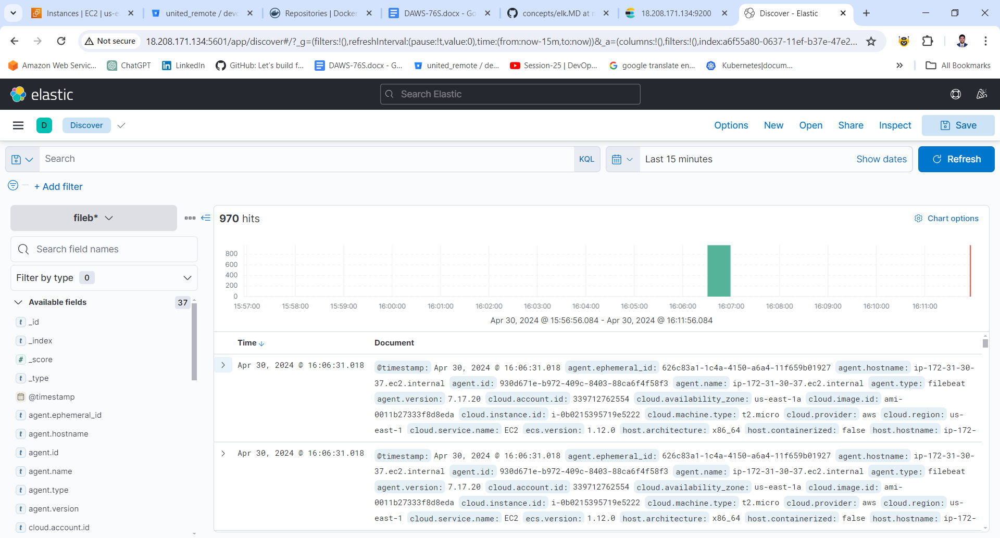 Instances | EC2 | us-e
united_remote / devo
Repositories | Docker
DAWS-76S.docx - Go
concepts/elk.MD at m
18.208.171.134:9200
Discover - Elastic
Not secure
18.208.171.134:5601/app/discover#/?_g=(filters:!(),refreshInterval:(pause:!t,value:0),time:(from:now-15m,to:now))&_a=(columns:!(),filters:!(),index:a6f55a80-0637-11ef-b37e-47e2...
Amazon Web Servic...
ChatGPT
LinkedIn
GitHub: Let's build f...
DAWS-76S.docx - G...
united_remote / de...
Session-25 | DevOp...
google translate en...
Kubernetes|docum...
All Bookmarks
elastic
Search Elastic
D
Discover
Options
New
Open
Share
Inspect
Save
Search
KQL
Last 15 minutes
Show dates
Refresh
+ Add filter
fileb*
Search field names
Filter by type 0
Available fields 37
_id
_index
_score
_type
@timestamp
agent.ephemeral_id
agent.hostname
agent.id
agent.name
agent.type
agent.version
cloud.account.id
970 hits
Chart options
800
600
400
200
0
15:57:00 15:58:00 15:59:00 16:00:00 16:01:00 16:02:00 16:03:00 16:04:00 16:05:00 16:06:00 16:07:00 16:08:00 16:09:00 16:10:00 16:11:00
Apr 30, 2024 @ 15:56:56.084 - Apr 30, 2024 @ 16:11:56.084
Time Document
Apr 30, 2024 @ 16:06:31.018
@timestamp: Apr 30, 2024 @ 16:06:31.018 agent.ephemeral_id: 626c83a1-1c4a-4150-a6a4-11f659b01927 agent.hostname: ip-172-31-30-
37.ec2.internal agent.id: 930d671e-b972-409c-8403-88ca6f4f58f3 agent.name: ip-172-31-30-37.ec2.internal agent.type: filebeat
agent.version: 7.17.20 cloud.account.id: 339712762554 cloud.availability_zone: us-east-1a cloud.image.id: ami-
0011b27333f8d8eda cloud.instance.id: i-0b0215395719e5222 cloud.machine.type: t2.micro cloud.provider: aws cloud.region: us-
east-1 cloud.service.name: EC2 ecs.version: 1.12.0 host.architecture: x86_64 host.containerized: false host.hostname: ip-172-
Apr 30, 2024 @ 16:06:31.018
@timestamp: Apr 30, 2024 @ 16:06:31.018 agent.ephemeral_id: 626c83a1-1c4a-4150-a6a4-11f659b01927 agent.hostname: ip-172-31-30-
37.ec2.internal agent.id: 930d671e-b972-409c-8403-88ca6f4f58f3 agent.name: ip-172-31-30-37.ec2.internal agent.type: filebeat
agent.version: 7.17.20 cloud.account.id: 339712762554 cloud.availability_zone: us-east-1a cloud.image.id: ami-
0011b27333f8d8eda cloud.instance.id: i-0b0215395719e5222 cloud.machine.type: t2.micro cloud.provider: aws cloud.region: us-
east-1 cloud.service.name: EC2 ecs.version: 1.12.0 host.architecture: x86_64 host.containerized: false host.hostname: ip-172-